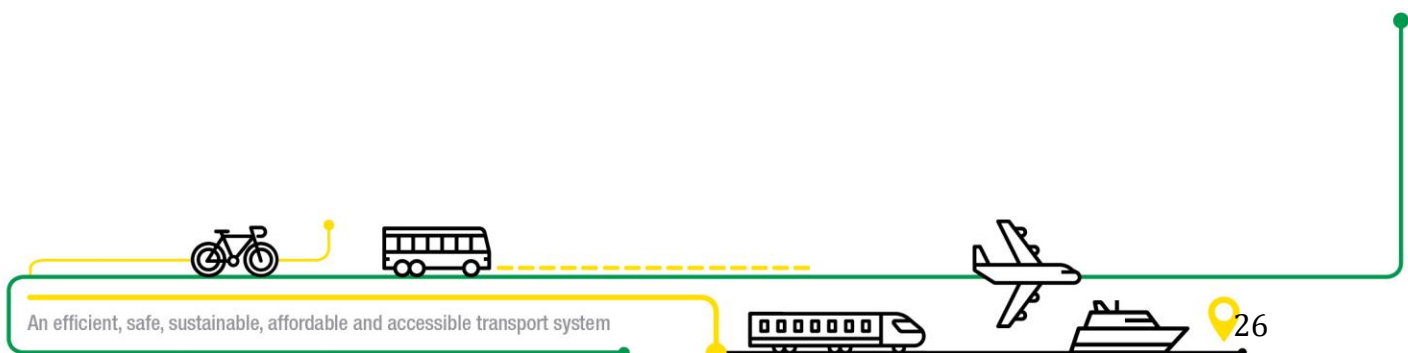 An efficient, safe, sustainable, affordable and accessible transport system
26